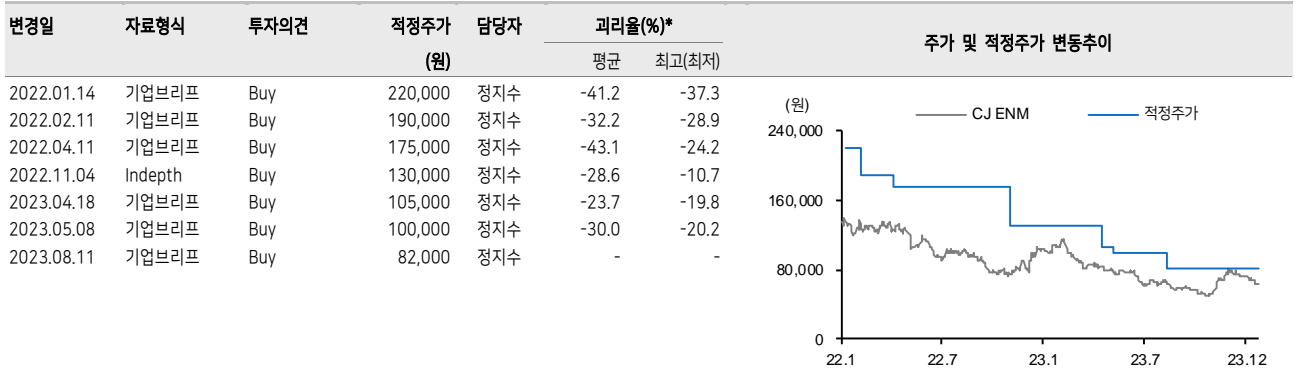 변경일 자료형식 투자의견 적정주가 담당자 괴리율(%)*
(원) 평균 최고(최저)
2022.01.14 기업브리프 Buy 220,000 정지수 -41.2 -37.3
2022.02.11 기업브리프 Buy 190,000 정지수 -32.2 -28.9
2022.04.11 기업브리프 Buy 175,000 정지수 -43.1 -24.2
2022.11.04 Indepth Buy 130,000 정지수 -28.6 -10.7
2023.04.18 기업브리프 Buy 105,000 정지수 -23.7 -19.8
2023.05.08 기업브리프 Buy 100,000 정지수 -30.0 -20.2
2023.08.11 기업브리프 Buy 82,000 정지수 - -
주가 및 적정주가 변동추이
(원)
CJ ENM 적정주가
240,000
160,000
80,000
0
22.1 22.7 23.1 23.7 23.12